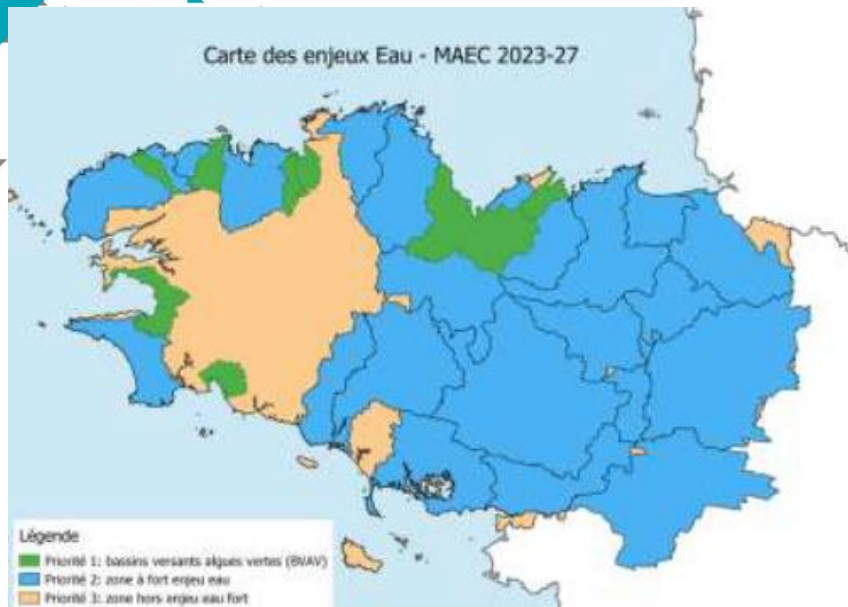 Carte des enjeux Eau - MAEC 2023-27
Légende
Priorité 1: bassins versants algues vertes (BVAV)
Priorité 2: zone à fort enjeu eau
Priorité 3: zone hors enjeu eau fort